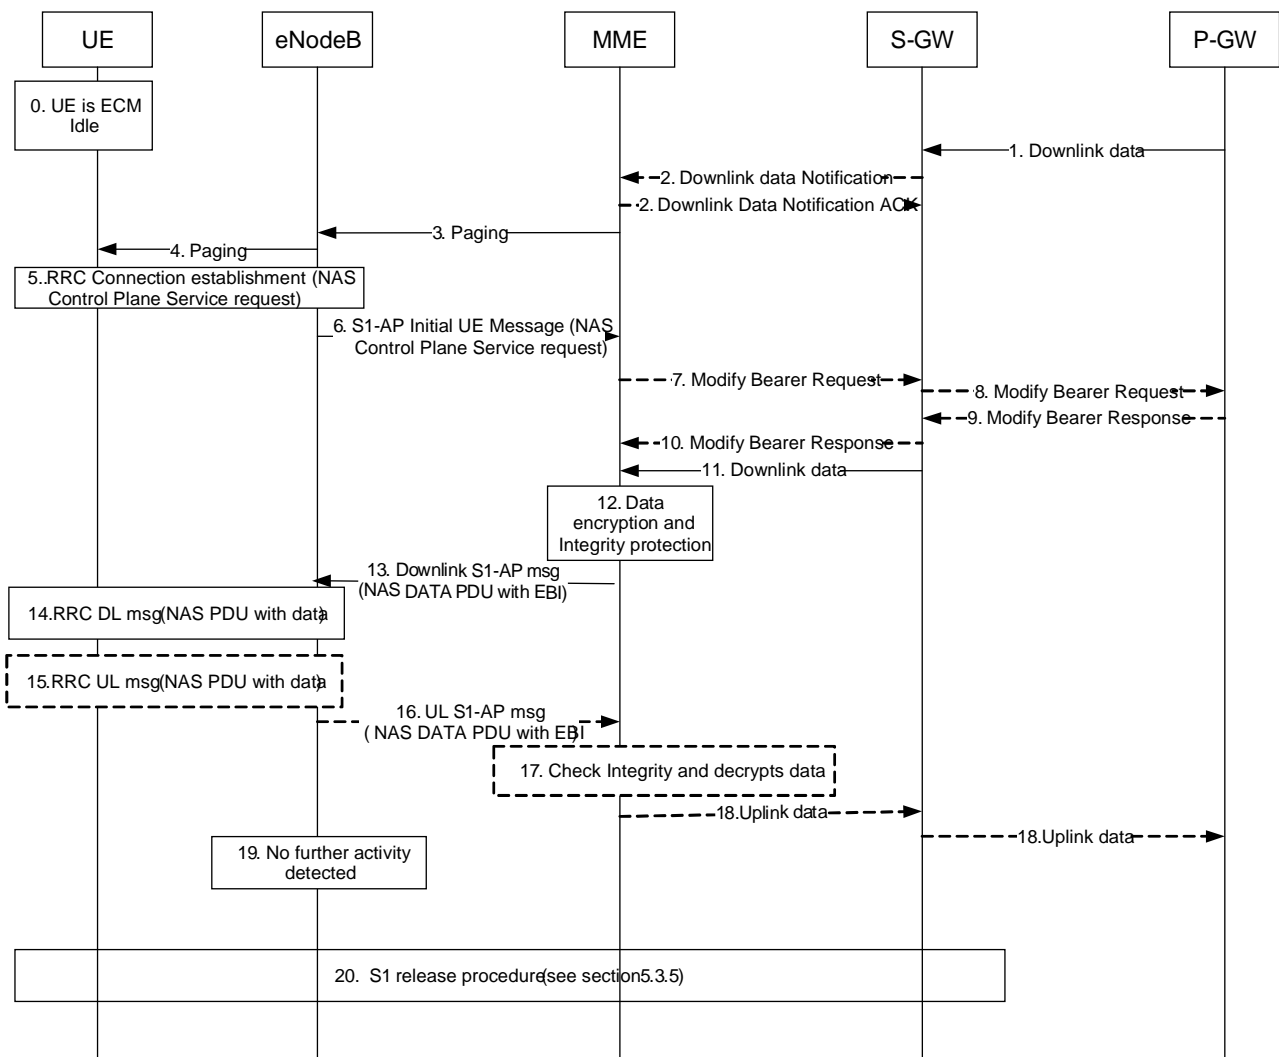 UE
eNodeB
MME
S-GW
P-GW
0. UE is ECM
Idle
1. Downlink data
2. Downlink data Notification
2. Downlink Data Notification ACK
3. Paging
4. Paging
5..RRC Connection establishment (NAS
Control Plane Service request)
6. S1-AP Initial UE Message (NAS
Control Plane Service request)
7. Modify Bearer Request
8. Modify Bearer Request
9. Modify Bearer Response
10. Modify Bearer Response
11. Downlink data
12. Data
encryption and
Integrity protection
13. Downlink S1-AP msg
(NAS DATA PDU with EBI)
14.RRC DL msg(NAS PDU with data)
15.RRC UL msg(NAS PDU with data)
16. UL S1-AP msg
( NAS DATA PDU with EBI
17. Check Integrity and decrypts data
18.Uplink data
18.Uplink data
19. No further activity
detected
20. S1 release procedure(see section5.3.5)